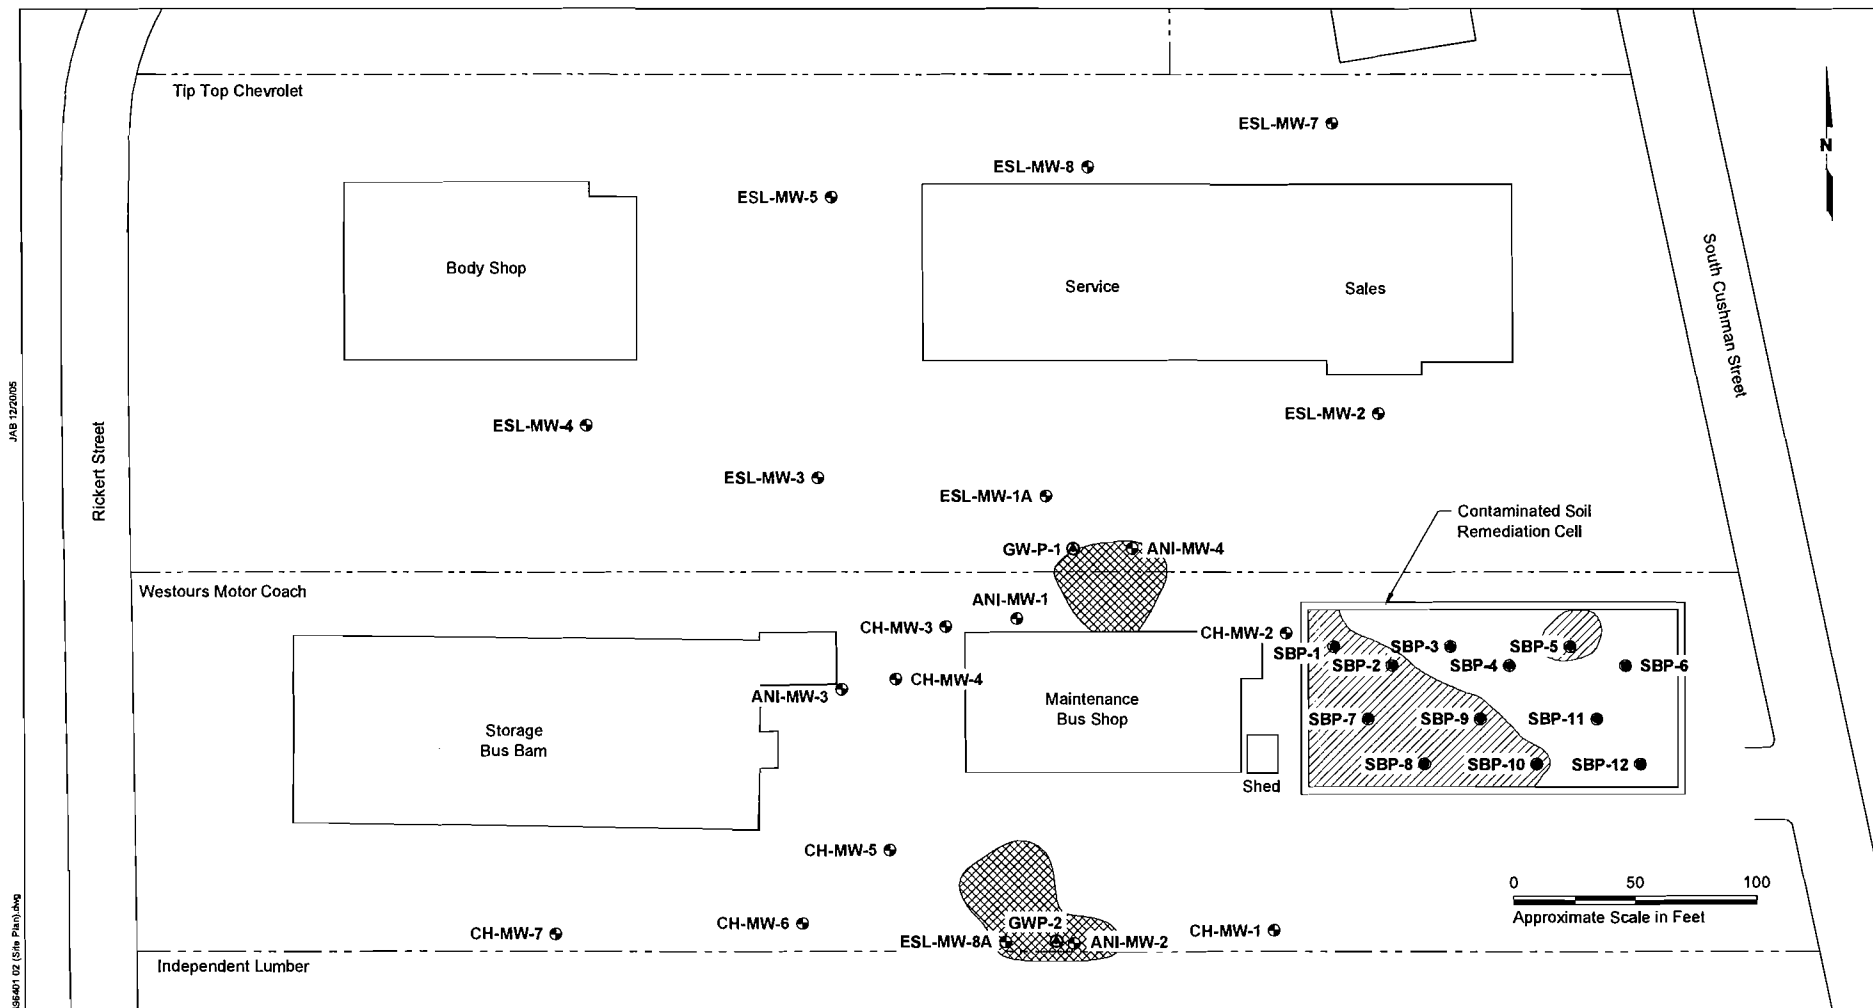 Tip Top Chevrolet
ESL-MW-7
ESL-MW-8
N
ESL-MW-5
Body Shop
Service
Sales
South Cushman Street
JAB 12/20/05
Rickert Street
ESL-MW-2
ESL-MW-4
ESL-MW-3
ESL-MW-1A
Contaminated Soil
Remediation Cell
GW-P-1
ANI-MW-4
Westours Motor Coach
ANI-MW-1
CH-MW-3
CH-MW-2
SBP-1
SBP-3
SBP-5
SBP-2
SBP-4
SBP-6
CH-MW-4
ANI-MW-3
Maintenance
Bus Shop
SBP-7
SBP-9
SBP-11
Storage
Bus Barn
SBP-8
SBP-10
SBP-12
Shed
CH-MW-5
0 50 100
Approximate Scale in Feet
CH-MW-7
CH-MW-6
GWP-2
ESL-MW-8A
ANI-MW-2
CH-MW-1
Independent Lumber
02 (Site Plan).dwg